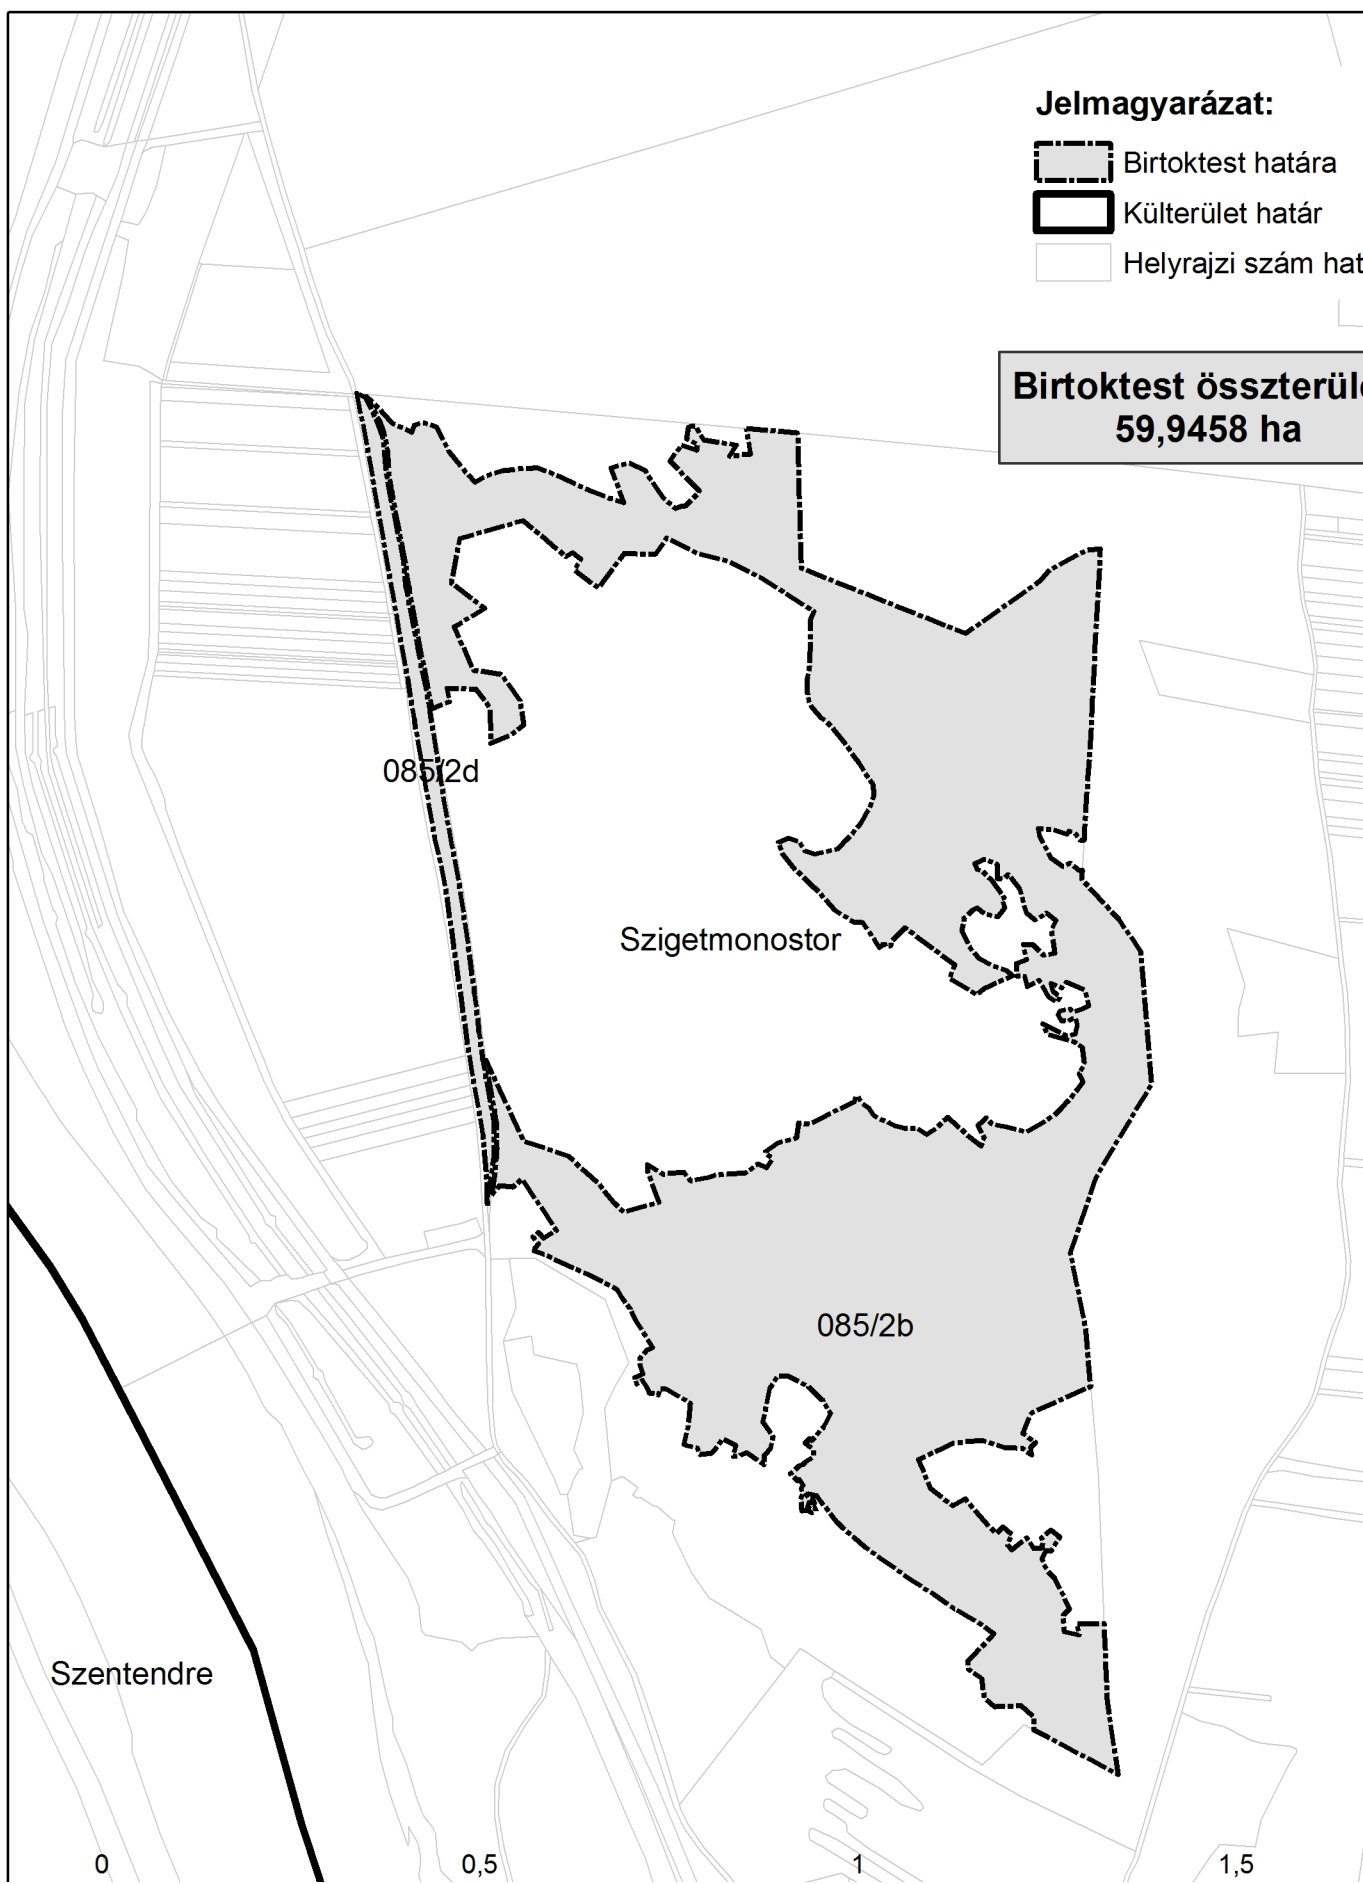 Jelmagyarázat:
Birtoktest határa
Külterület határ
Helyrajzi szám hat
Birtoktest összterül
59,9458 ha
085/2d
Szigetmonostor
085/2b
Szentendre
0 0,5 1 1,5